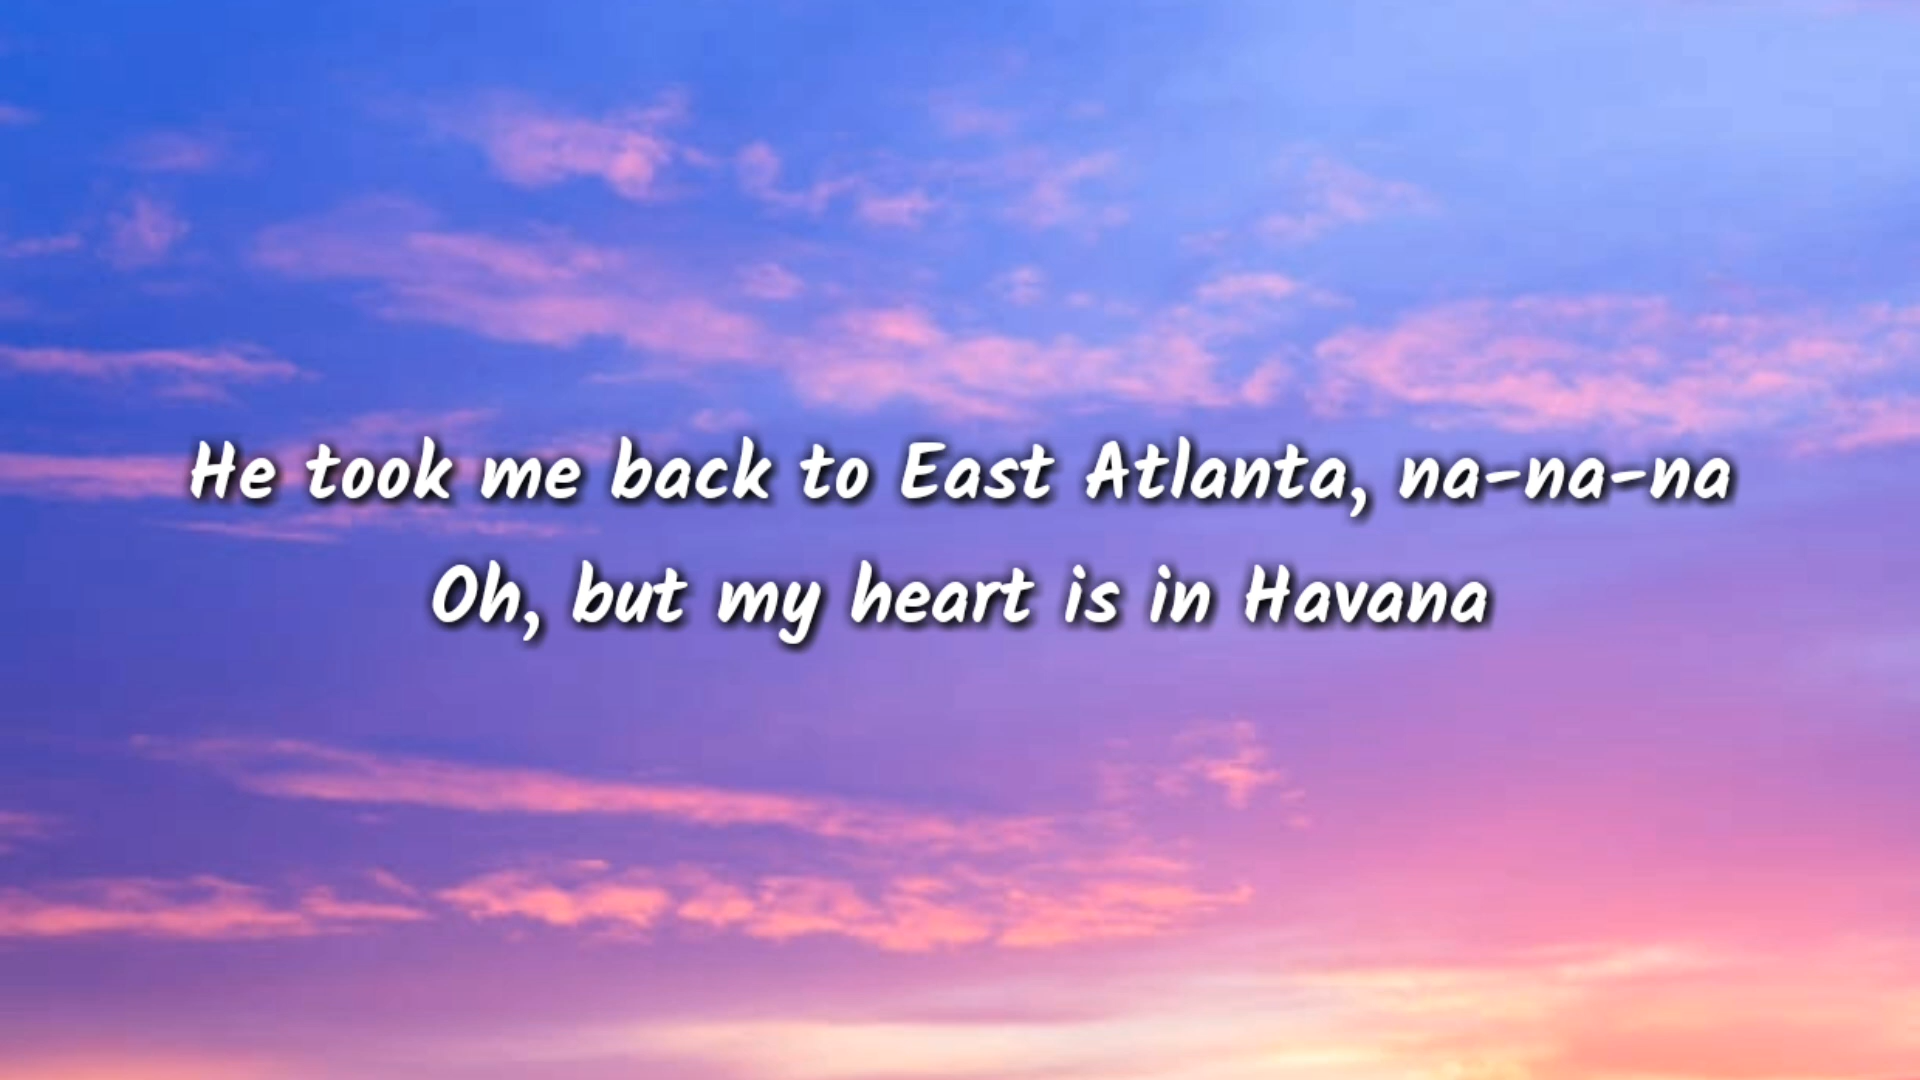 He took me back to East Atlanta, na-na-na
Oh, but my heart is in Havana